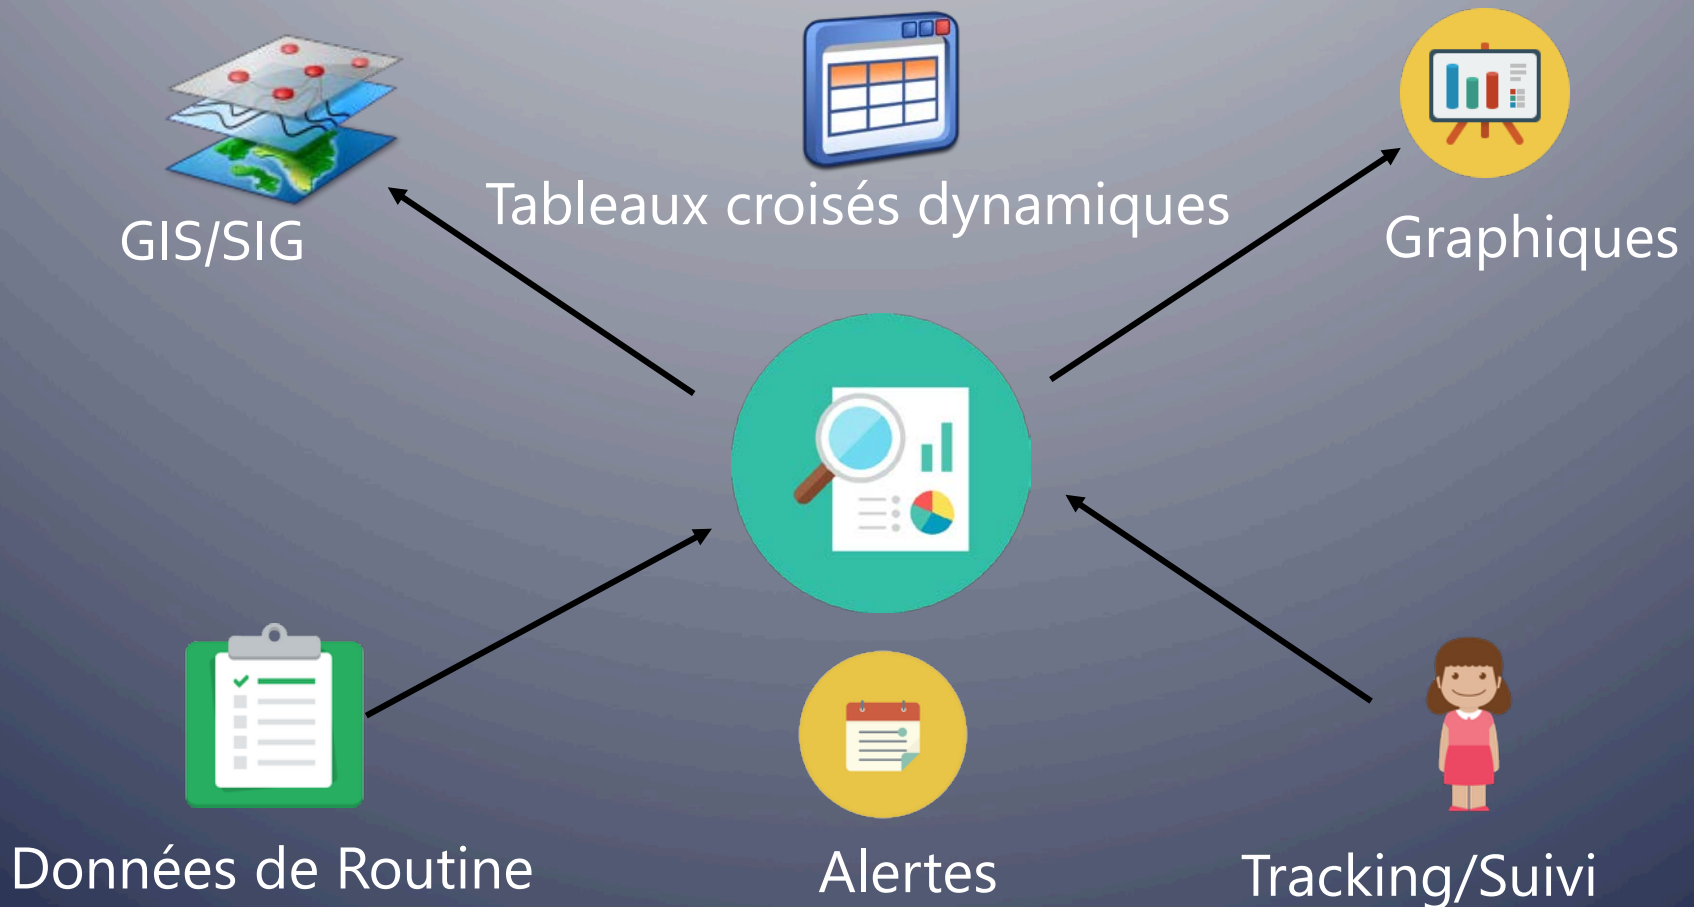 GIS/SIG
Tableaux croisés dynamiques
Graphiques
Données de Routine
Alertes
Tracking/Suivi